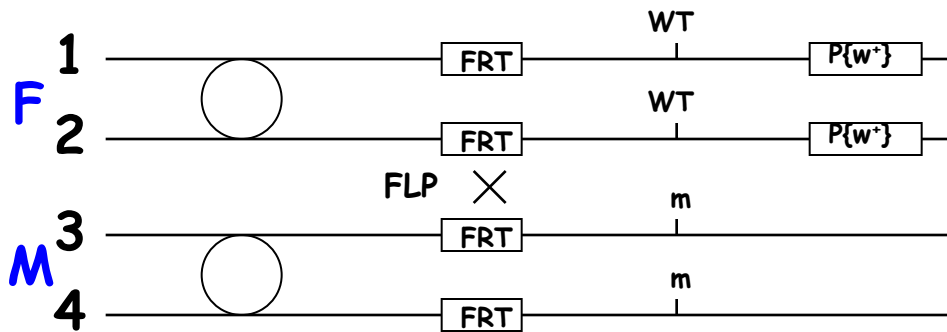 WT
1 FRT P{w+}
F
WT
2 FRT P{w+}
FLP
m
3 FRT
M
m
4 FRT